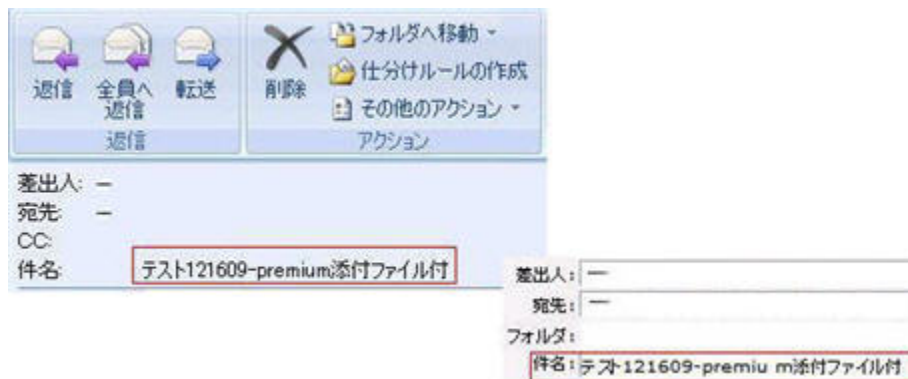 返信
全員へ
返信
転送
返信
削除
フォルダへ移動
仕分けルールの作成
その他のアクション
アクション
差出人: —
宛先: —
CC:
件名: テスト121609-premium添付ファイル付
差出人: —
宛先: —
フォルダ:
件名: テスト121609-premiu m添付ファイル付